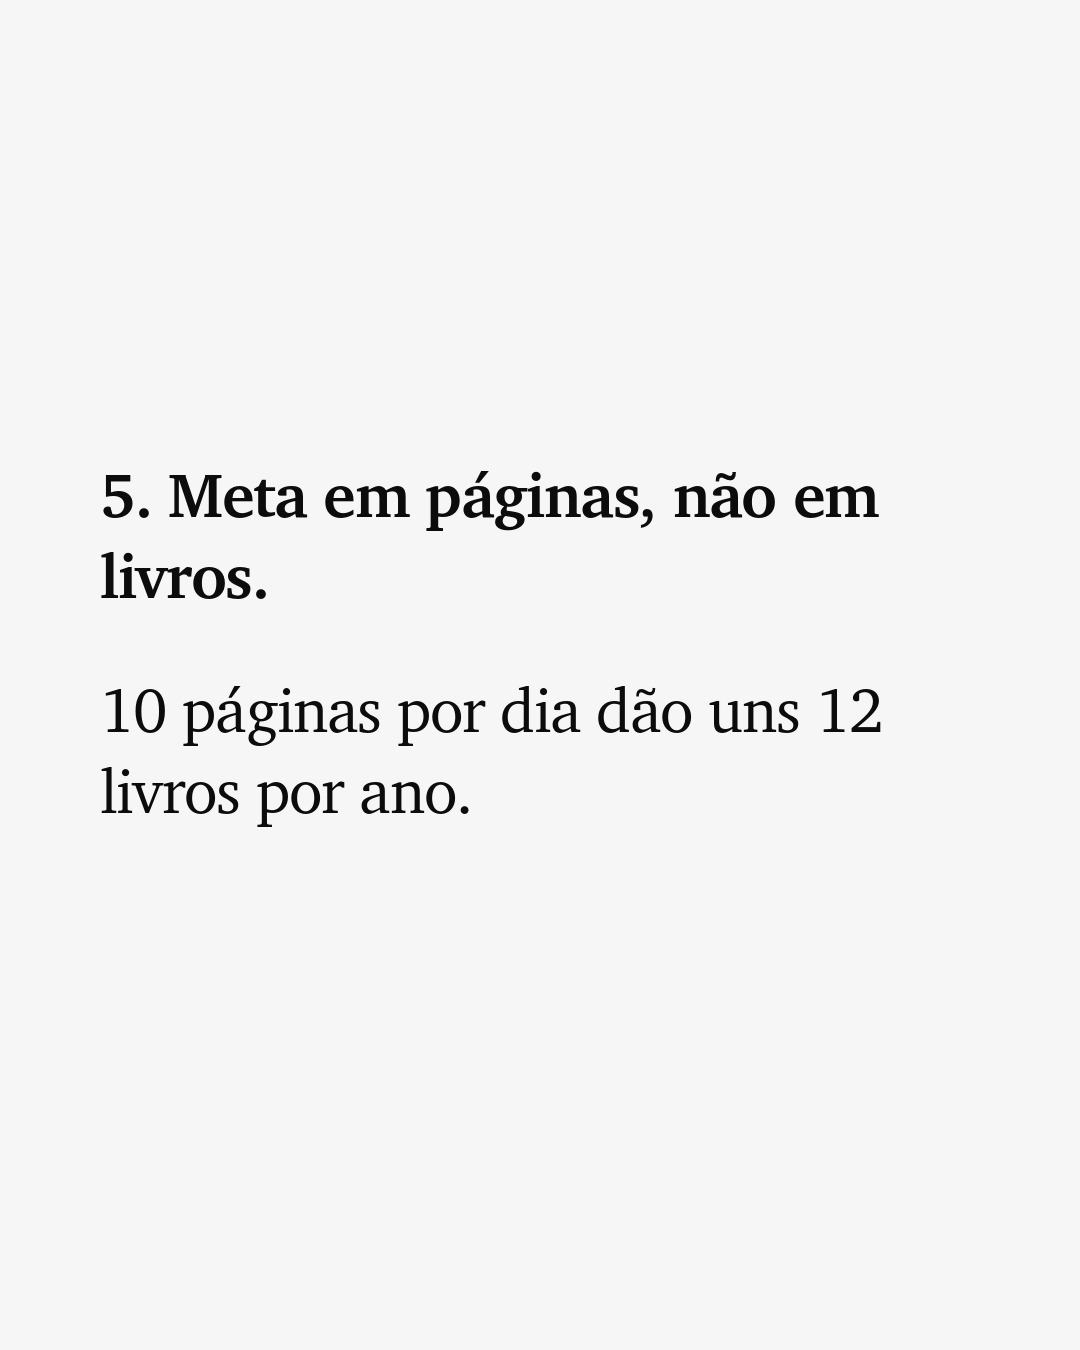 5. Meta em páginas, não em
livros.
10 páginas por dia dão uns 12
livros por ano.